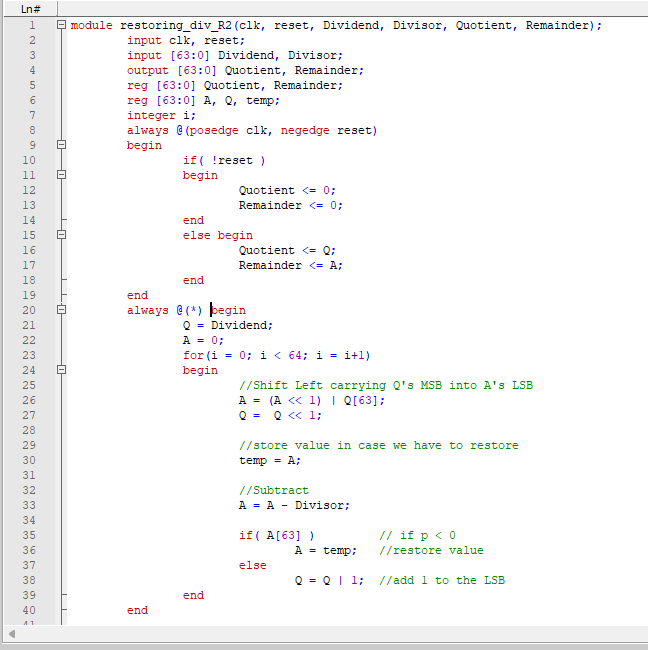 Ln#
1 module restoring_div_R2(clk, reset, Dividend, Divisor, Quotient, Remainder);
2 input clk, reset;
3 input [63:0] Dividend, Divisor;
4 output [63:0] Quotient, Remainder;
5 reg [63:0] Quotient, Remainder;
6 reg [63:0] A, Q, temp;
7 integer i;
8 always @(posedge clk, negedge reset)
9 begin
10 if( !reset )
11 begin
12 Quotient <= 0;
13 Remainder <= 0;
14 end
15 else begin
16 Quotient <= Q;
17 Remainder <= A;
18 end
19 end
20 always @(*) begin
21 Q = Dividend;
22 A = 0;
23 for(i = 0; i < 64; i = i+1)
24 begin
25 //Shift Left carrying Q's MSB into A's LSB
26 A = (A << 1) | Q[63];
27 Q =  Q << 1;
28
29 //store value in case we have to restore
30 temp = A;
31
32 //Subtract
33 A = A - Divisor;
34
35 if( A[63] ) // if p < 0
36 A = temp; //restore value
37 else
38 Q = Q | 1; //add 1 to the LSB
39 end
40 end
41